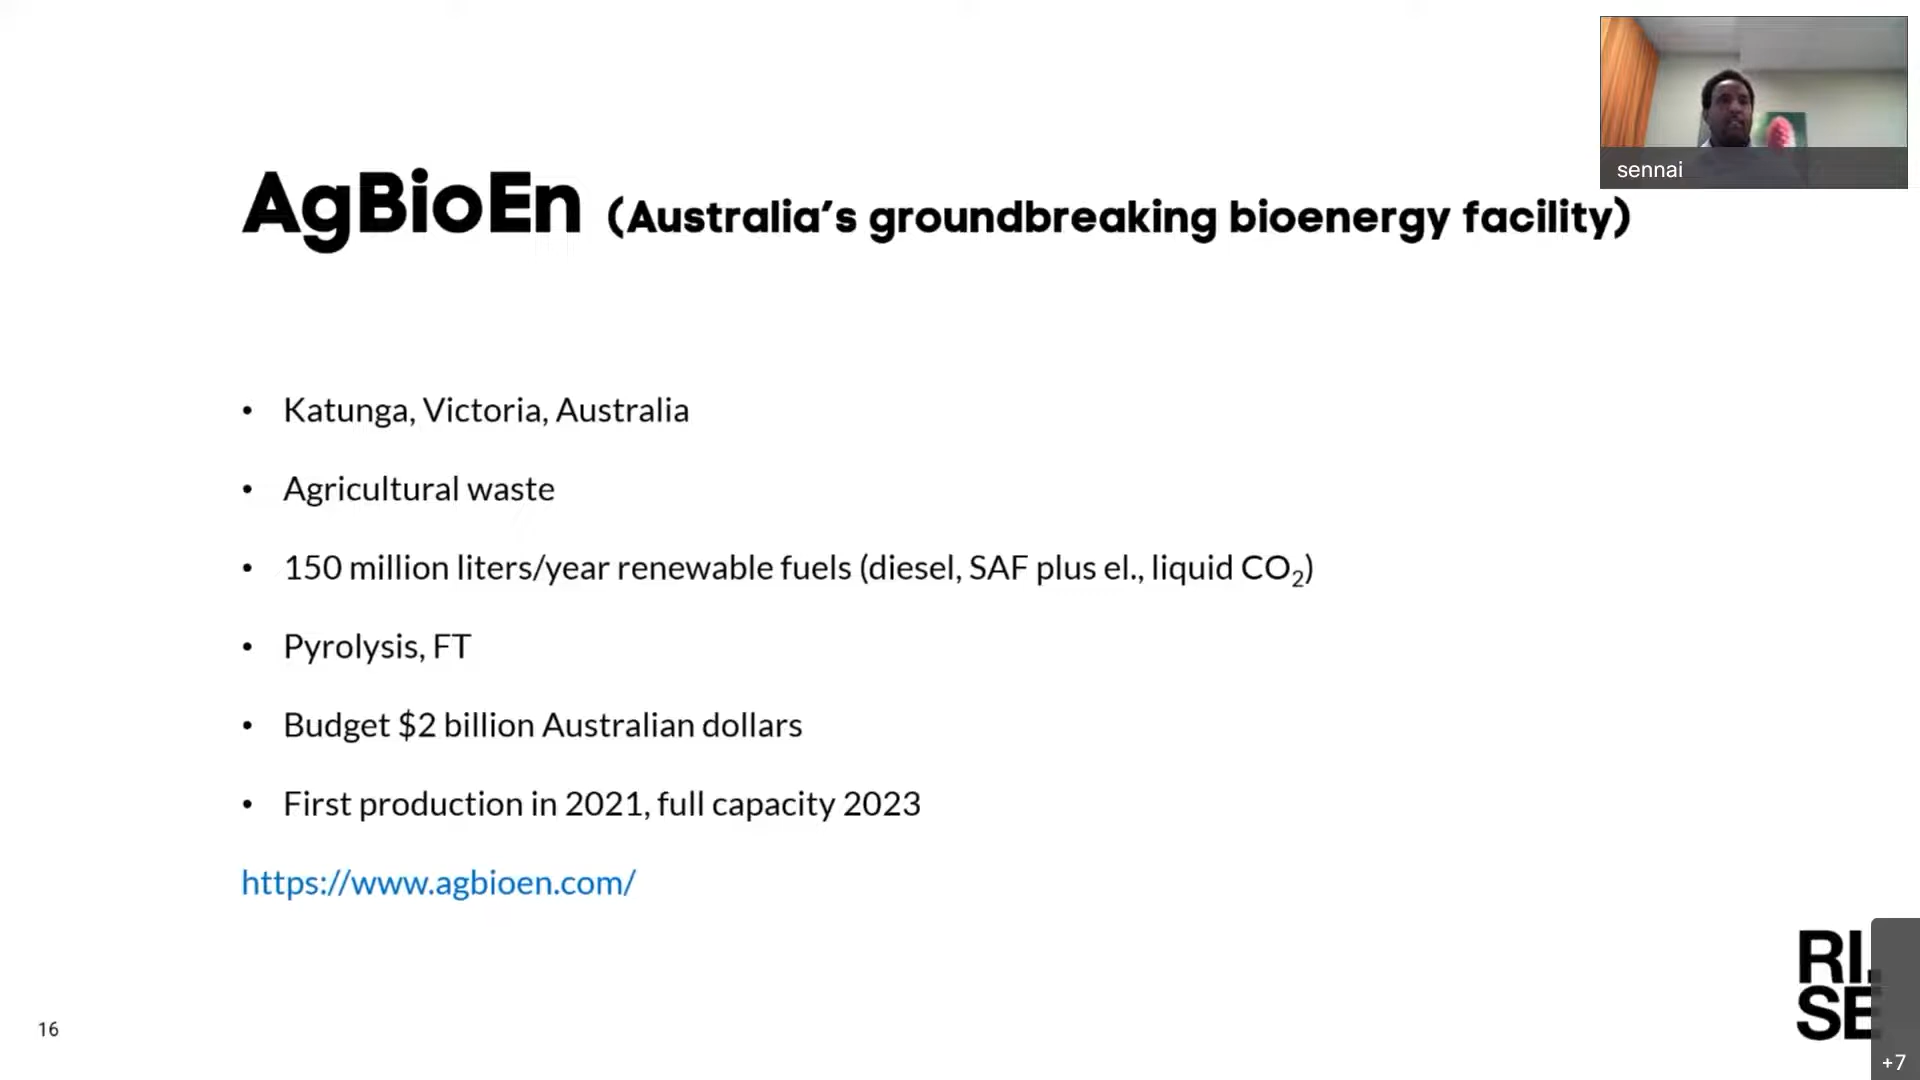 sennai
AgBioEn (Australia’s groundbreaking bioenergy facility)
• Katunga, Victoria, Australia
• Agricultural waste
• 150 million liters/year renewable fuels (diesel, SAF plus el., liquid CO₂)
• Pyrolysis, FT
• Budget $2 billion Australian dollars
• First production in 2021, full capacity 2023
https://www.agbioen.com/
RI.
SE
16
+7